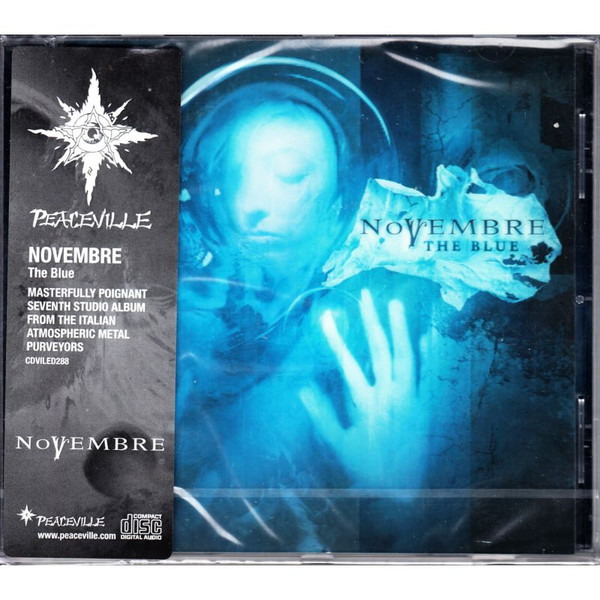 PEACEVILLE
NOVEMBRE
The Blue
MASTERFULLY POIGNANT
SEVENTH STUDIO ALBUM
FROM THE ITALIAN
ATMOSPHERIC METAL
PURVEYORS
CDVILED288
NOVEMBRE
PEACEVILLE
www.peaceville.com
COMPACT
disc
DIGITAL AUDIO
NOVEMBRE
THE BLUE